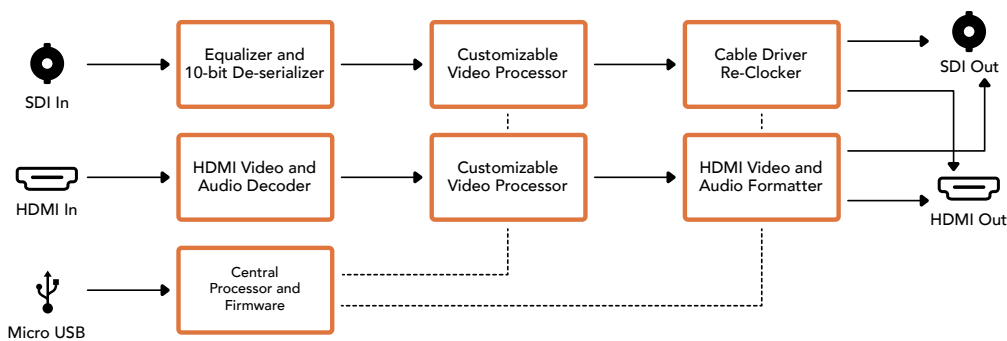 SDI In
Equalizer and
10-bit De-serializer
Customizable
Video Processor
Cable Driver
Re-Clocker
SDI Out
HDMI In
HDMI Video and
Audio Decoder
Customizable
Video Processor
HDMI Video and
Audio Formatter
HDMI Out
Micro USB
Central
Processor and
Firmware